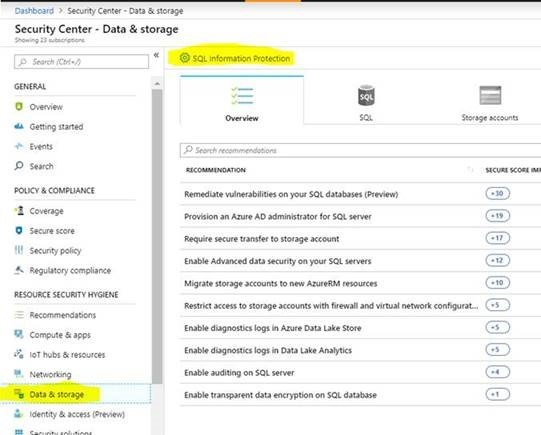 Dashboard > Security Center - Data & storage
Security Center - Data & storage
Showing 23 subscriptions
Search (Ctrl+/)
«
GENERAL
Overview
Getting started
Events
Search
POLICY & COMPLIANCE
Coverage
Secure score
Security policy
Regulatory compliance
RESOURCE SECURITY HYGIENE
Recommendations
Compute & apps
IoT hubs & resources
Networking
Data & storage
Identity & access (Preview)
Security solutions
SQL Information Protection
Overview
SQL
SQL
Storage accounts
Search recommendations
RECOMMENDATION SECURE SCORE IMP
Remediate vulnerabilities on your SQL databases (Preview) +30
Provision an Azure AD administrator for SQL server +19
Require secure transfer to storage account +17
Enable Advanced data security on your SQL servers +12
Migrate storage accounts to new AzureRM resources +10
Restrict access to storage accounts with firewall and virtual network configurat... +5
Enable diagnostics logs in Azure Data Lake Store +5
Enable diagnostics logs in Data Lake Analytics +5
Enable auditing on SQL server +4
Enable transparent data encryption on SQL database +1